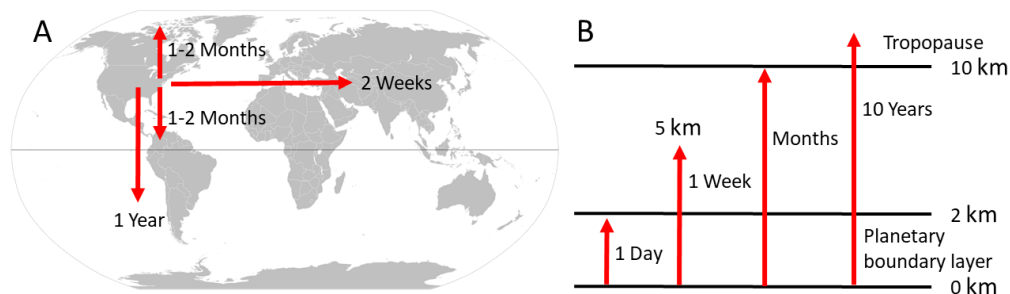 A
1-2 Months
2 Weeks
1-2 Months
1 Year
B
Tropopause
10 km
10 Years
5 km
Months
1 Week
2 km
Planetary
boundary layer
1 Day
0 km